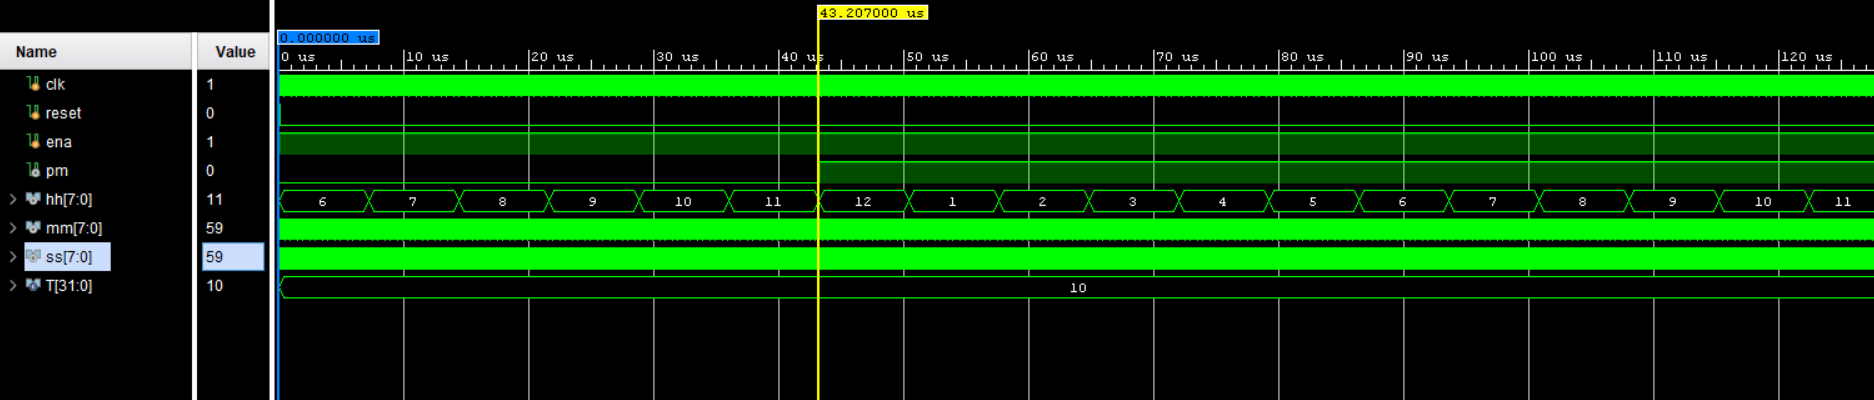 43.207000 us
0.000000 us
Name Value
0 us 10 us 20 us 30 us 40 us 50 us 60 us 70 us 80 us 90 us 100 us 110 us 120 us
clk 1
reset 0
ena 1
pm 0
hh[7:0] 11 6 7 8 9 10 11 12 1 2 3 4 5 6 7 8 9 10 11
mm[7:0] 59
ss[7:0] 59
T[31:0] 10 10